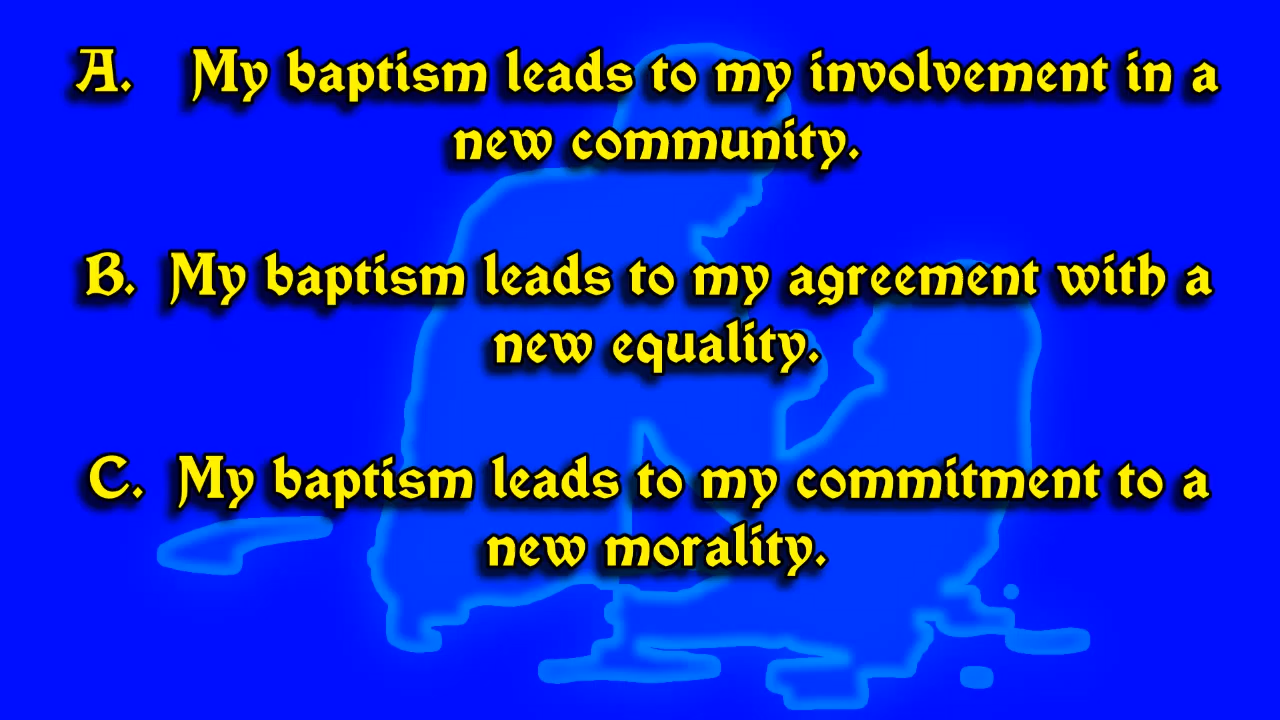 A. My baptism leads to my involvement in a
new community.
B. My baptism leads to my agreement with a
new equality.
C. My baptism leads to my commitment to a
new morality.